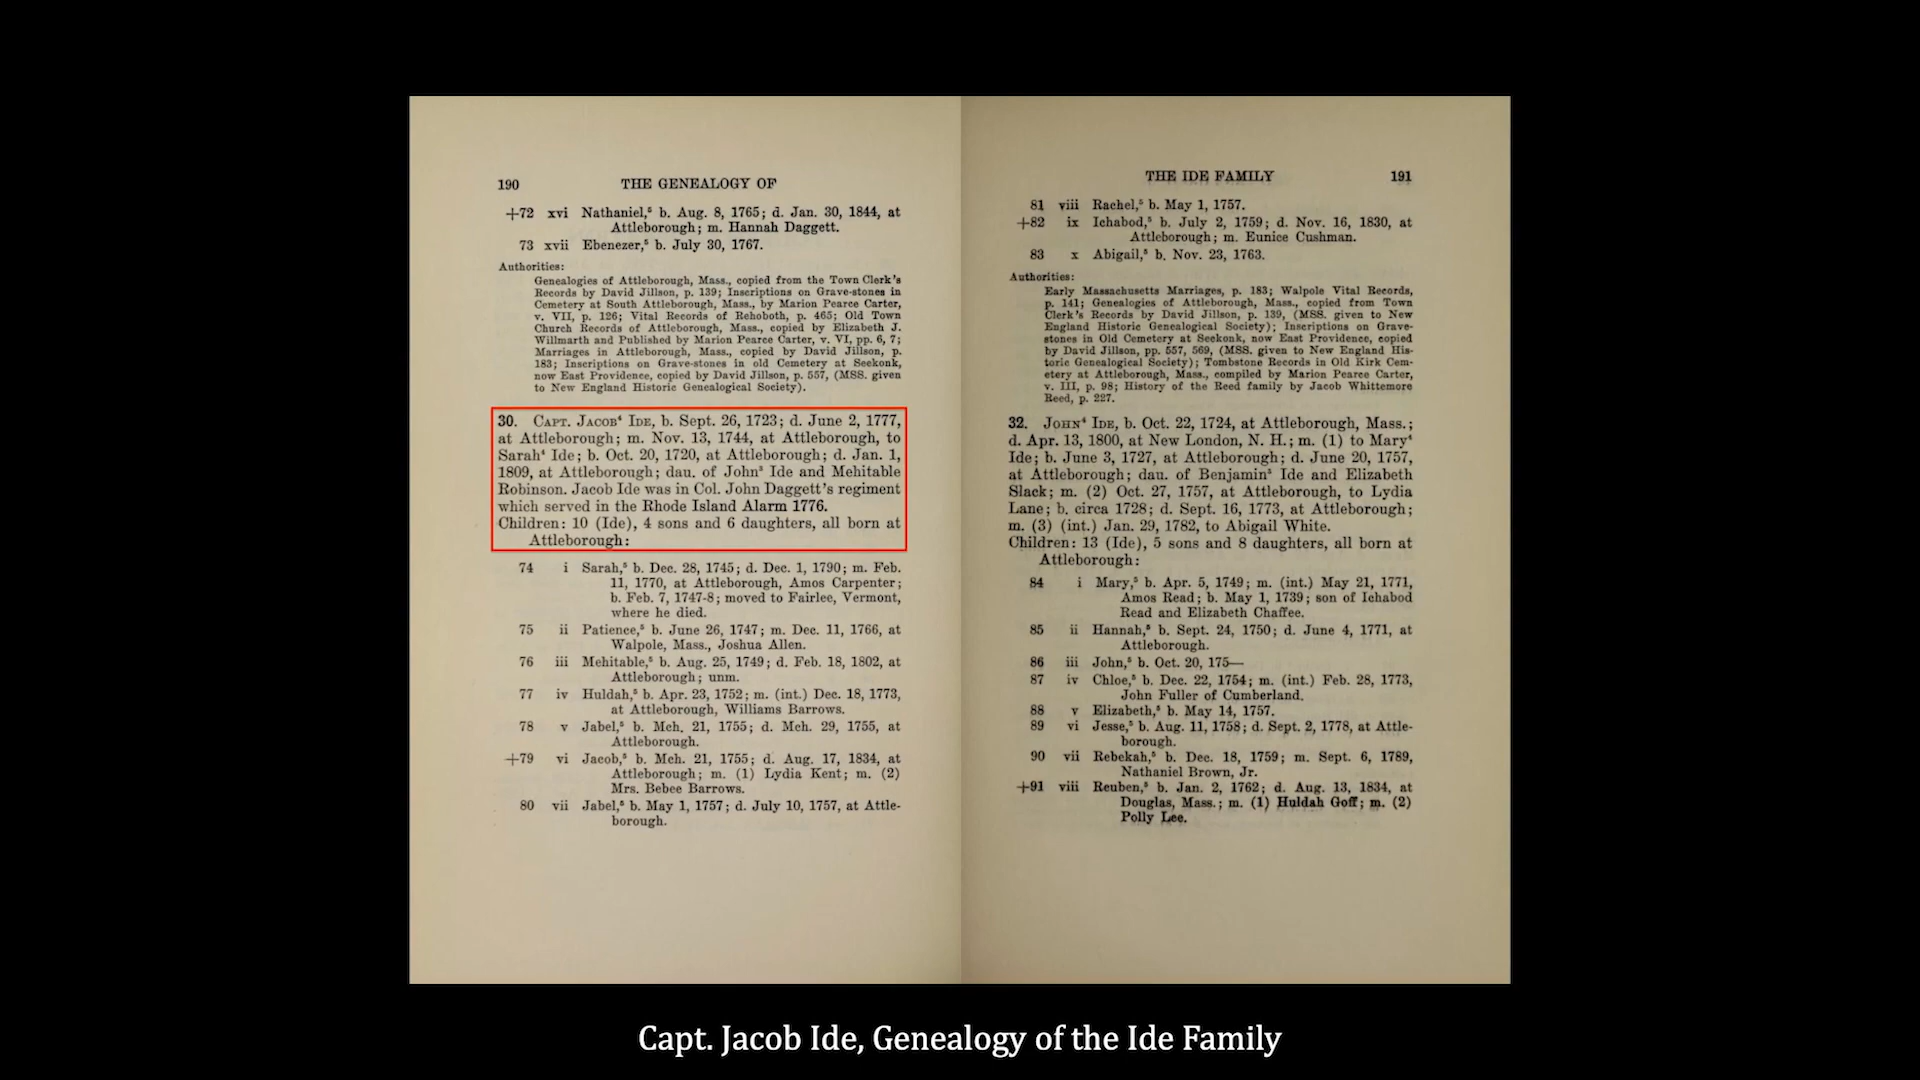 190 THE GENEALOGY OF
+72 xvi Nathaniel,⁵ b. Aug. 8, 1765; d. Jan. 30, 1844, at
Attleborough; m. Hannah Daggett.
73 xvii Ebenezer,⁵ b. July 30, 1767.
Authorities:
Genealogies of Attleborough, Mass., copied from the Town Clerk's
Records by David Jillson, p. 139; Inscriptions on Grave-stones in
Cemetery at South Attleborough, Mass., by Marion Pearce Carter,
v. VII, p. 126; Vital Records of Rehoboth, p. 465; Old Town
Church Records of Attleborough, Mass., copied by Elizabeth J.
Willmarth and Published by Marion Pearce Carter, v. VI, pp. 6, 7;
Marriages in Attleborough, Mass., copied by David Jillson, p.
183; Inscriptions on Grave-stones in old Cemetery at Seekonk,
now East Providence, copied by David Jillson, p. 557, (MSS. given
to New England Historic Genealogical Society).
30. CAPT. JACOB⁴ IDE, b. Sept. 26, 1723; d. June 2, 1777,
at Attleborough; m. Nov. 13, 1744, at Attleborough, to
Sarah⁴ Ide; b. Oct. 20, 1720, at Attleborough; d. Jan. 1,
1809, at Attleborough; dau. of John³ Ide and Mehitable
Robinson. Jacob Ide was in Col. John Daggett's regiment
which served in the Rhode Island Alarm 1776.
Children: 10 (Ide), 4 sons and 6 daughters, all born at
Attleborough:
74 i Sarah,⁵ b. Dec. 28, 1745; d. Dec. 1, 1790; m. Feb.
11, 1770, at Attleborough, Amos Carpenter;
b. Feb. 7, 1747-8; moved to Fairlee, Vermont,
where he died.
75 ii Patience,⁵ b. June 26, 1747; m. Dec. 11, 1766, at
Walpole, Mass., Joshua Allen.
76 iii Mehitable,⁵ b. Aug. 25, 1749; d. Feb. 18, 1802, at
Attleborough; unm.
77 iv Huldah,⁵ b. Apr. 23, 1752; m. (int.) Dec. 18, 1773,
at Attleborough, Williams Barrows.
78 v Jabel,⁵ b. Mch. 21, 1755; d. Mch. 29, 1755, at
Attleborough.
+79 vi Jacob,⁵ b. Mch. 21, 1755; d. Aug. 17, 1834, at
Attleborough; m. (1) Lydia Kent; m. (2)
Mrs. Bebee Barrows.
80 vii Jabel,⁵ b. May 1, 1757; d. July 10, 1757, at Attle-
borough.
THE IDE FAMILY 191
81 viii Rachel,⁵ b. May 1, 1757.
+82 ix Ichabod,⁵ b. July 2, 1759; d. Nov. 16, 1830, at
Attleborough; m. Eunice Cushman.
83 x Abigail,⁵ b. Nov. 23, 1763.
Authorities:
Early Massachusetts Marriages, p. 183; Walpole Vital Records,
p. 141; Genealogies of Attleborough, Mass., copied from Town
Clerk's Records by David Jillson, p. 139, (MSS. given to New
England Historic Genealogical Society); Inscriptions on Grave-
stones in Old Cemetery at Seekonk, now East Providence, copied
by David Jillson, pp. 557, 569, (MSS. given to New England His-
toric Genealogical Society); Tombstone Records in Old Kirk Cem-
etery at Attleborough, Mass., compiled by Marion Pearce Carter,
v. III, p. 98; History of the Reed family by Jacob Whittemore
Reed, p. 227.
32. JOHN⁴ IDE, b. Oct. 22, 1724, at Attleborough, Mass.;
d. Apr. 13, 1800, at New London, N. H.; m. (1) to Mary⁴
Ide; b. June 3, 1727, at Attleborough; d. June 20, 1757,
at Attleborough; dau. of Benjamin³ Ide and Elizabeth
Slack; m. (2) Oct. 27, 1757, at Attleborough, to Lydia
Lane; b. circa 1728; d. Sept. 16, 1773, at Attleborough;
m. (3) (int.) Jan. 29, 1782, to Abigail White.
Children: 13 (Ide), 5 sons and 8 daughters, all born at
Attleborough:
84 i Mary,⁵ b. Apr. 5, 1749; m. (int.) May 21, 1771,
Amos Read; b. May 1, 1739; son of Ichabod
Read and Elizabeth Chaffee.
85 ii Hannah,⁵ b. Sept. 24, 1750; d. June 4, 1771, at
Attleborough.
86 iii John,⁵ b. Oct. 20, 175—
87 iv Chloe,⁵ b. Dec. 22, 1754; m. (int.) Feb. 28, 1773,
John Fuller of Cumberland.
88 v Elizabeth,⁵ b. May 14, 1757.
89 vi Jesse,⁵ b. Aug. 11, 1758; d. Sept. 2, 1778, at Attle-
borough.
90 vii Rebekah,⁵ b. Dec. 18, 1759; m. Sept. 6, 1789,
Nathaniel Brown, Jr.
+91 viii Reuben,⁵ b. Jan. 2, 1762; d. Aug. 13, 1834, at
Douglas, Mass.; m. (1) Huldah Goff; m. (2)
Polly Lee.
Capt. Jacob Ide, Genealogy of the Ide Family